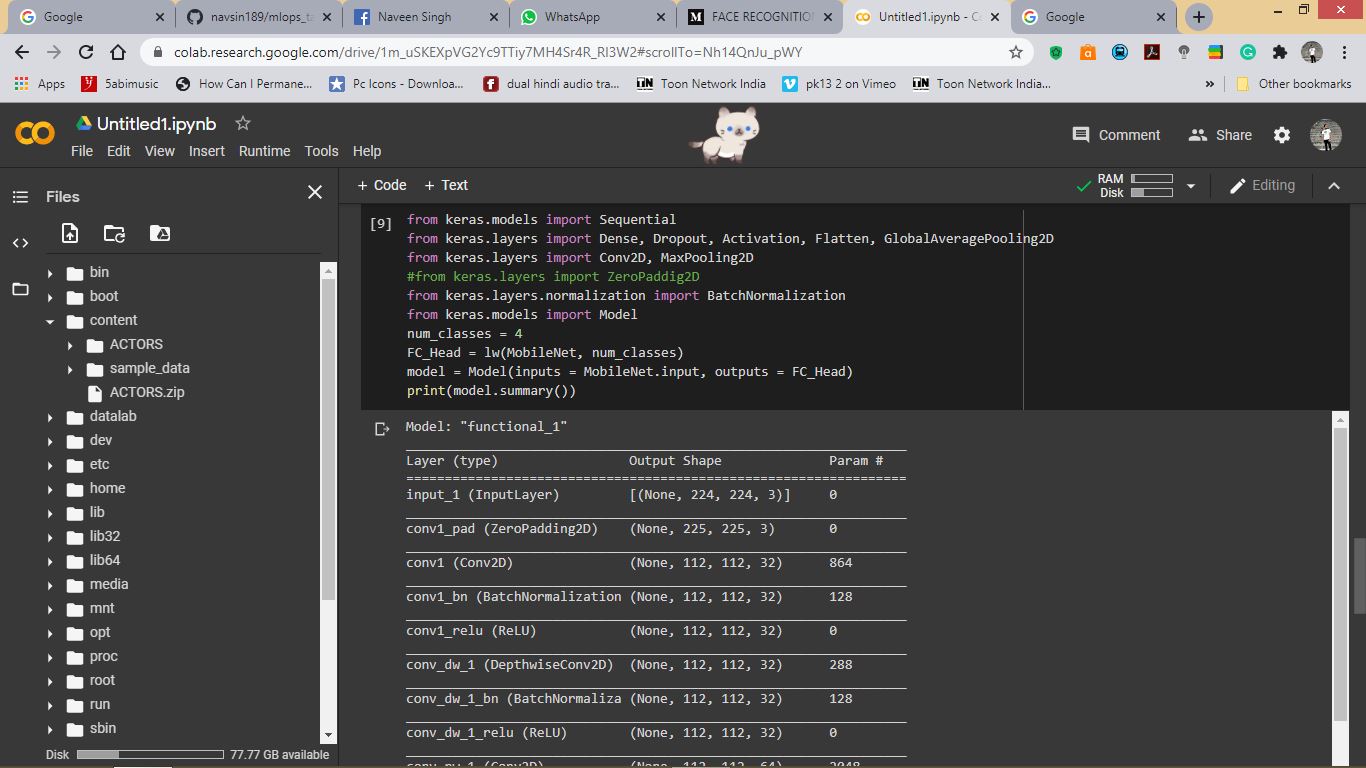 Google
navsin189/mlops_ta
Naveen Singh
WhatsApp
FACE RECOGNITIO
Untitled1.ipynb - C
Google
colab.research.google.com/drive/1m_uSKEXpVG2Yc9TTiy7MH4Sr4R_RI3W2#scrollTo=Nh14QnJu_pWY
Apps
5abimusic
How Can I Permane...
Pc Icons - Downloa...
dual hindi audio tra...
Toon Network India
pk13 2 on Vimeo
Toon Network India...
»
Other bookmarks
Untitled1.ipynb
File Edit View Insert Runtime Tools Help
Comment
Share
Files
+ Code + Text
RAM
Disk
Editing
bin
boot
content
ACTORS
sample_data
ACTORS.zip
datalab
dev
etc
home
lib
lib32
lib64
media
mnt
opt
proc
root
run
sbin
Disk 77.77 GB available
[9] from keras.models import Sequential
from keras.layers import Dense, Dropout, Activation, Flatten, GlobalAveragePooling2D
from keras.layers import Conv2D, MaxPooling2D
#from keras.layers import ZeroPaddig2D
from keras.layers.normalization import BatchNormalization
from keras.models import Model
num_classes = 4
FC_Head = lw(MobileNet, num_classes)
model = Model(inputs = MobileNet.input, outputs = FC_Head)
print(model.summary())
Model: "functional_1"
Layer (type) Output Shape Param #
input_1 (InputLayer) [(None, 224, 224, 3)] 0
conv1_pad (ZeroPadding2D) (None, 225, 225, 3) 0
conv1 (Conv2D) (None, 112, 112, 32) 864
conv1_bn (BatchNormalization (None, 112, 112, 32) 128
conv1_relu (ReLU) (None, 112, 112, 32) 0
conv_dw_1 (DepthwiseConv2D) (None, 112, 112, 32) 288
conv_dw_1_bn (BatchNormaliza (None, 112, 112, 32) 128
conv_dw_1_relu (ReLU) (None, 112, 112, 32) 0
conv_pw_1 (Conv2D) (None, 112, 112, 64) 2048